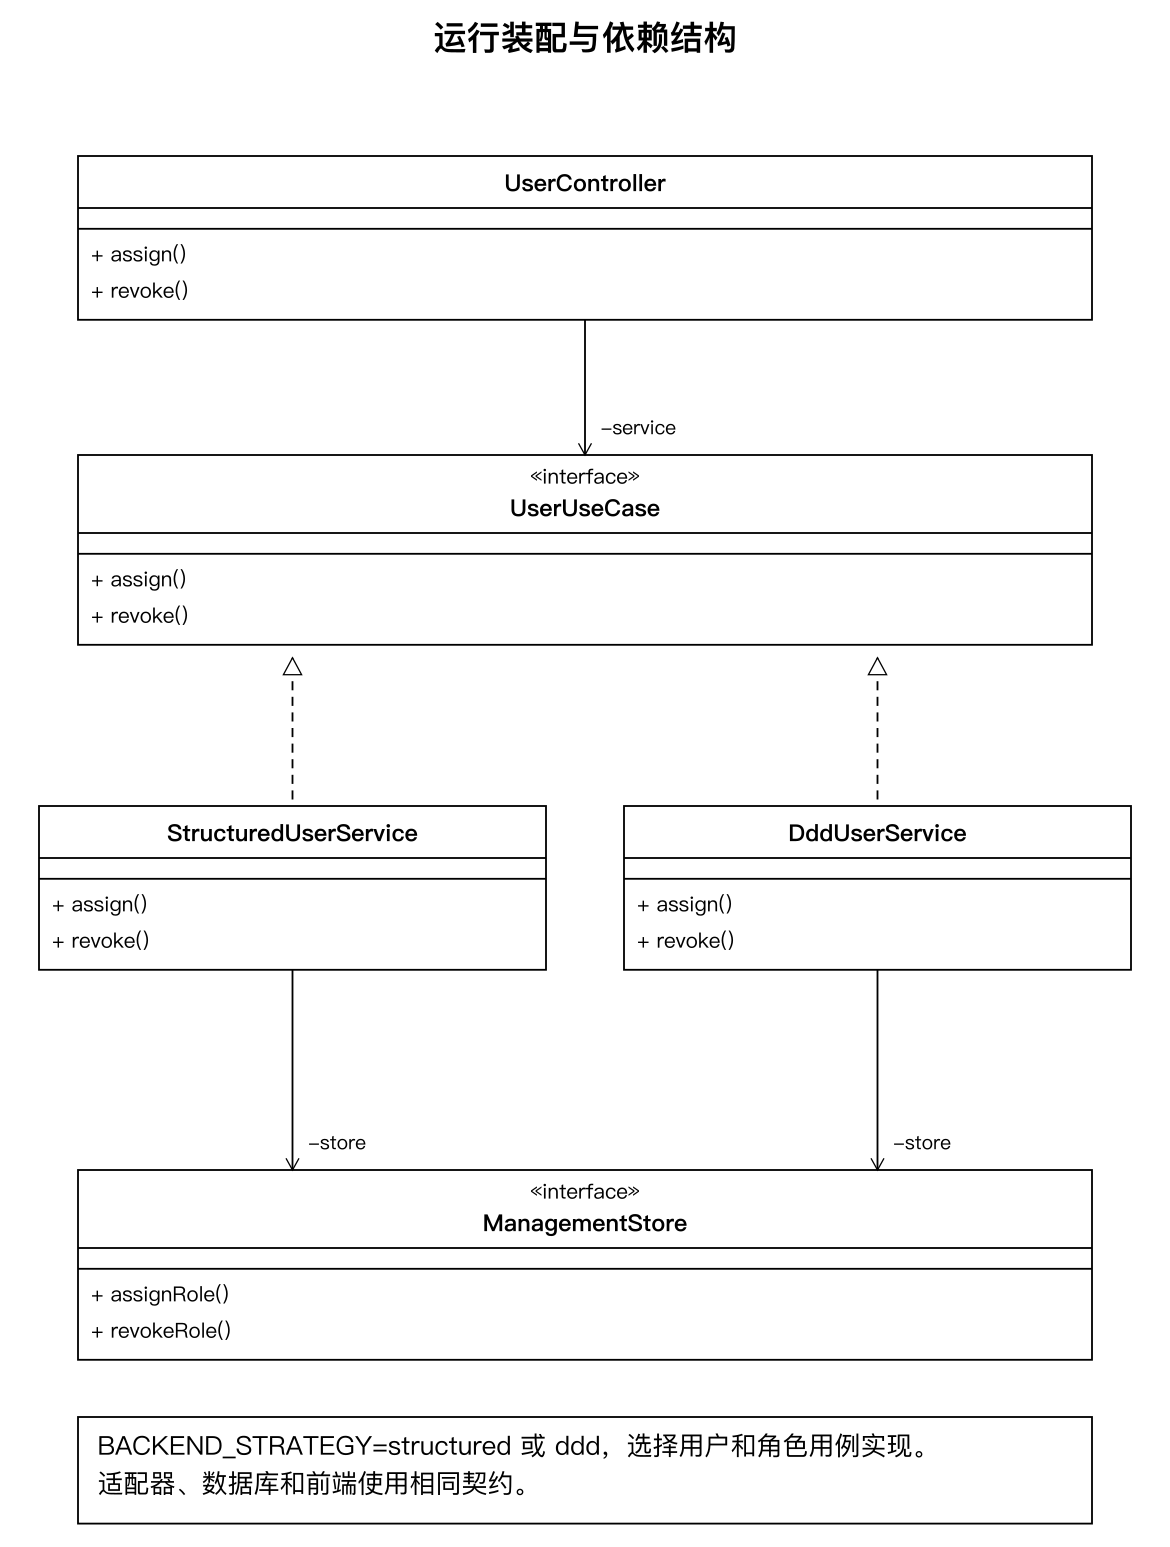 运行装配与依赖结构
UserController
+ assign()
+ revoke()
-service
«interface»
UserUseCase
+ assign()
+ revoke()
StructuredUserService
+ assign()
+ revoke()
DddUserService
+ assign()
+ revoke()
-store
-store
«interface»
ManagementStore
+ assignRole()
+ revokeRole()
BACKEND_STRATEGY=structured 或 ddd，选择用户和角色用例实现。
适配器、数据库和前端使用相同契约。